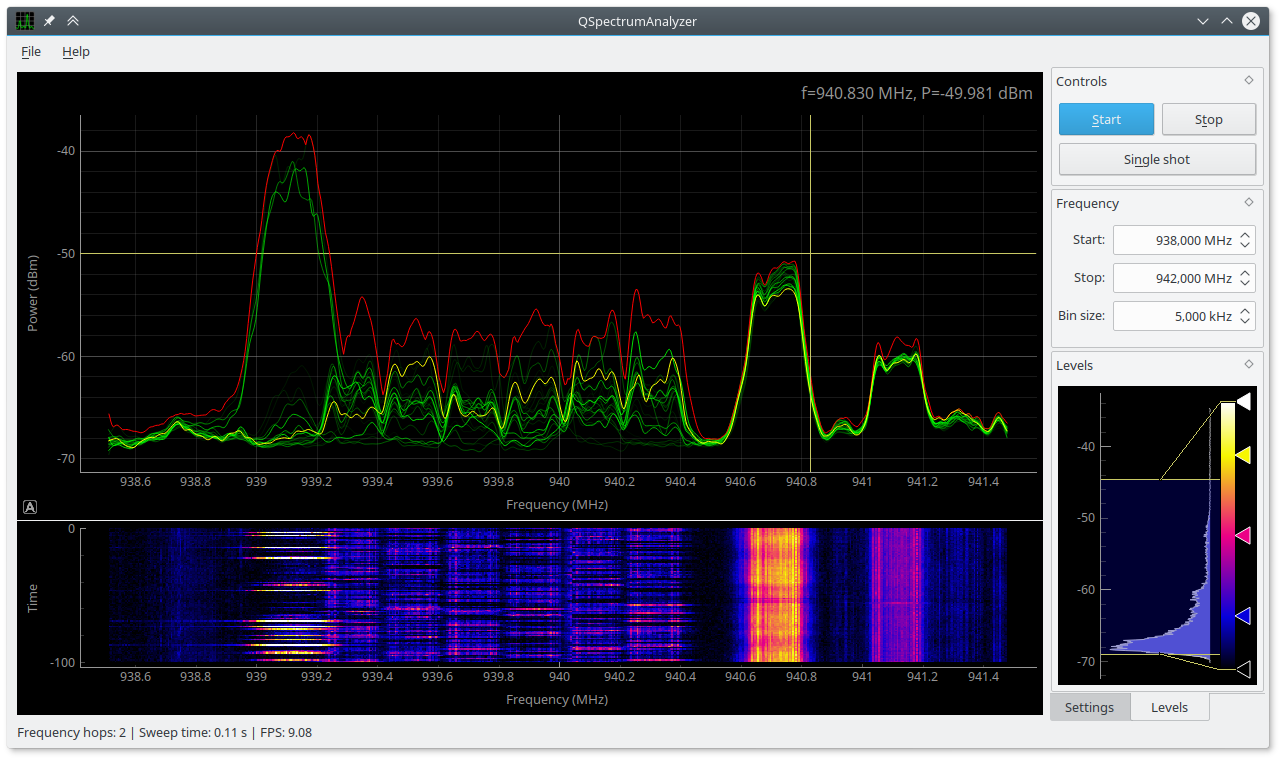 QSpectrumAnalyzer
File Help
f=940.830 MHz, P=-49.981 dBm
-40
-50
-60
-70
Power (dBm)
938.6 938.8 939 939.2 939.4 939.6 939.8 940 940.2 940.4 940.6 940.8 941 941.2 941.4
Frequency (MHz)
A
0
-100
Time
938.6 938.8 939 939.2 939.4 939.6 939.8 940 940.2 940.4 940.6 940.8 941 941.2 941.4
Frequency (MHz)
Controls
Start Stop
Single shot
Frequency
Start: 938,000 MHz
Stop: 942,000 MHz
Bin size: 5,000 kHz
Levels
-40
-50
-60
-70
Settings Levels
Frequency hops: 2 | Sweep time: 0.11 s | FPS: 9.08